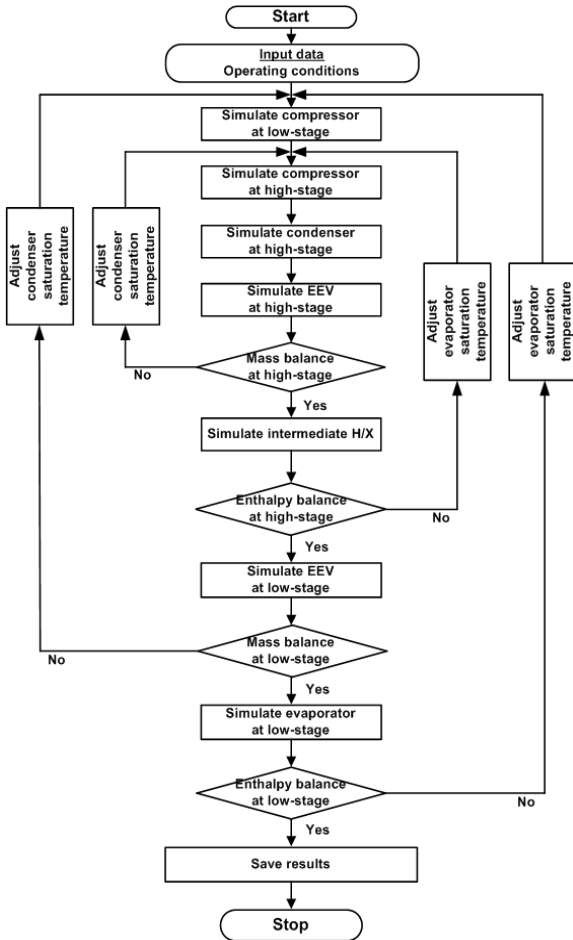 Start
Input data
Operating conditions
Simulate compressor
at low-stage
Simulate compressor
at high-stage
Adjust
condenser
saturation
temperature
Adjust
condenser
saturation
temperature
Simulate condenser
at high-stage
Adjust
evaporator
saturation
temperature
Adjust
evaporator
saturation
temperature
Simulate EEV
at high-stage
Mass balance
at high-stage
No
Yes
Simulate intermediate H/X
Enthalpy balance
at high-stage
No
Yes
Simulate EEV
at low-stage
Mass balance
at low-stage
No
Yes
Simulate evaporator
at low-stage
Enthalpy balance
at low-stage
No
Yes
Save results
Stop